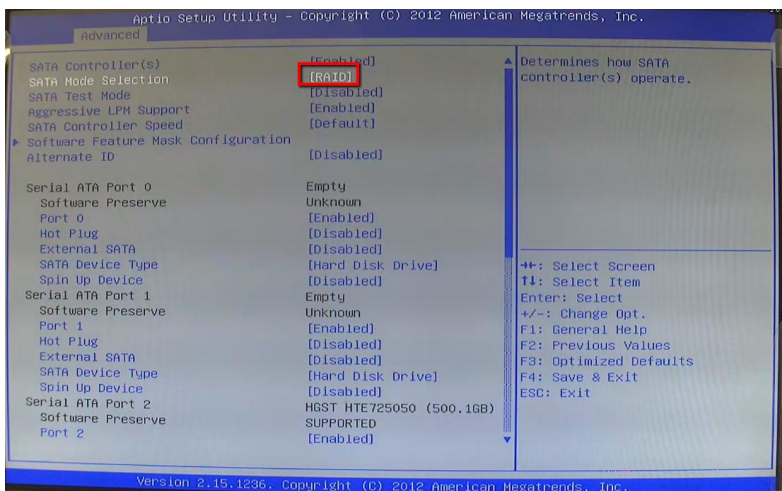 Aptio Setup Utility – Copyright (C) 2012 American Megatrends, Inc.
Advanced
SATA Controller(s) [Enabled]
SATA Mode Selection [RAID]
SATA Test Mode [Disabled]
Aggressive LPM Support [Enabled]
SATA Controller Speed [Default]
Software Feature Mask Configuration
Alternate ID [Disabled]
Serial ATA Port 0 Empty
Software Preserve Unknown
Port 0 [Enabled]
Hot Plug [Disabled]
External SATA [Disabled]
SATA Device Type [Hard Disk Drive]
Spin Up Device [Disabled]
Serial ATA Port 1 Empty
Software Preserve Unknown
Port 1 [Enabled]
Hot Plug [Disabled]
External SATA [Disabled]
SATA Device Type [Hard Disk Drive]
Spin Up Device [Disabled]
Serial ATA Port 2 HGST HTE725050 (500.1GB)
Software Preserve SUPPORTED
Port 2 [Enabled]
Determines how SATA
controller(s) operate.
→←: Select Screen
↑↓: Select Item
Enter: Select
+/-: Change Opt.
F1: General Help
F2: Previous Values
F3: Optimized Defaults
F4: Save & Exit
ESC: Exit
Version 2.15.1236. Copyright (C) 2012 American Megatrends, Inc.